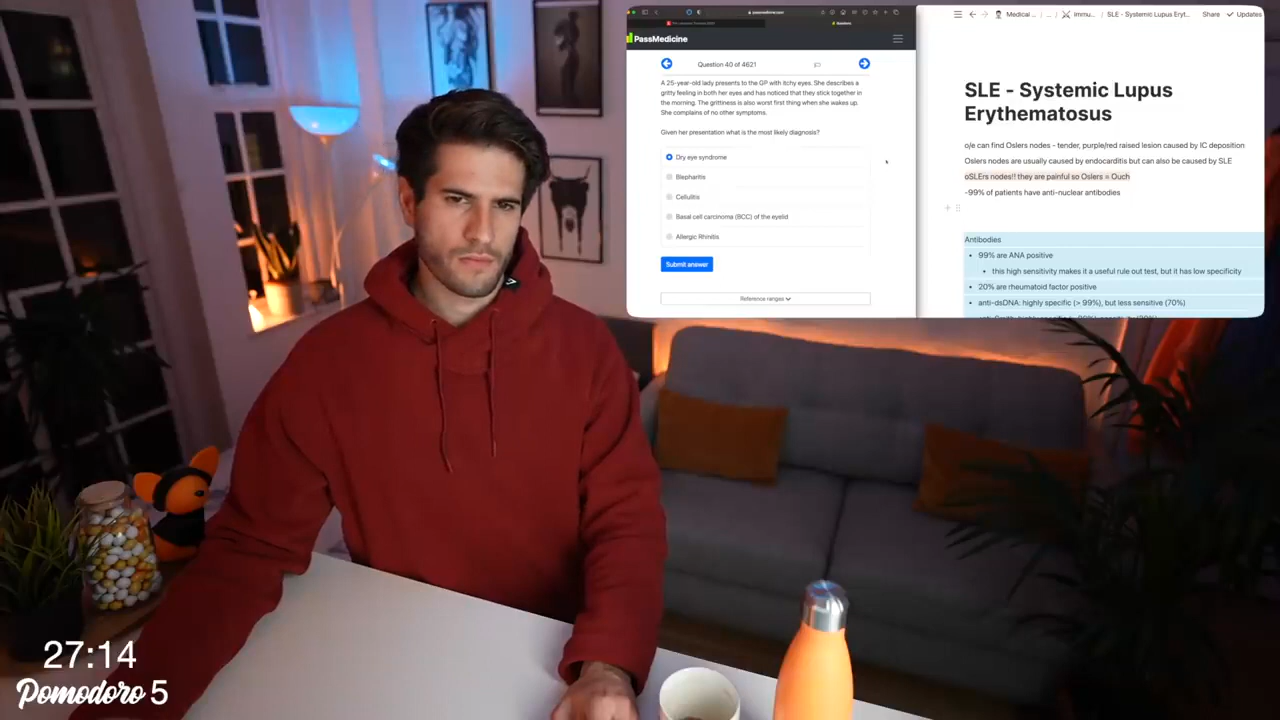 passmedicine.com
Questions
PassMedicine
Question 40 of 4621
A 25-year-old lady presents to the GP with itchy eyes. She describes a
gritty feeling in both her eyes and has noticed that they stick together in
the morning. The grittiness is also worst first thing when she wakes up.
She complains of no other symptoms.
Given her presentation what is the most likely diagnosis?
Dry eye syndrome
Blepharitis
Cellulitis
Basal cell carcinoma (BCC) of the eyelid
Allergic Rhinitis
Submit answer
Reference ranges
Medical ...
...
Immu...
SLE - Systemic Lupus Eryt...
Share
Updates
SLE - Systemic Lupus
Erythematosus
o/e can find Oslers nodes - tender, purple/red raised lesion caused by IC deposition
Oslers nodes are usually caused by endocarditis but can also be caused by SLE
oSLErs nodes!! they are painful so Oslers = Ouch
-99% of patients have anti-nuclear antibodies
Antibodies
99% are ANA positive
this high sensitivity makes it a useful rule out test, but it has low specificity
20% are rheumatoid factor positive
anti-dsDNA: highly specific (> 99%), but less sensitive (70%)
27:14
Pomodoro 5